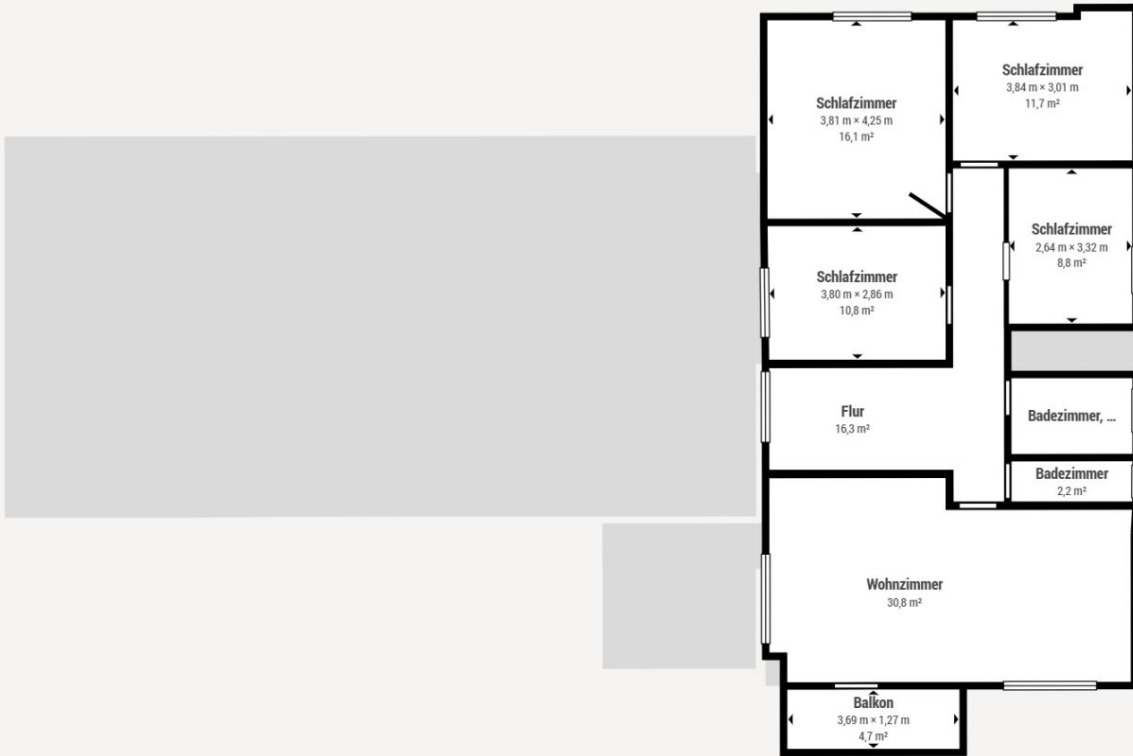 Schlafzimmer
3,84 m × 3,01 m
11,7 m²
Schlafzimmer
3,81 m × 4,25 m
16,1 m²
Schlafzimmer
2,64 m × 3,32 m
8,8 m²
Schlafzimmer
3,80 m × 2,86 m
10,8 m²
Flur
16,3 m²
Badezimmer, ...
Badezimmer
2,2 m²
Wohnzimmer
30,8 m²
Balkon
3,69 m × 1,27 m
4,7 m²